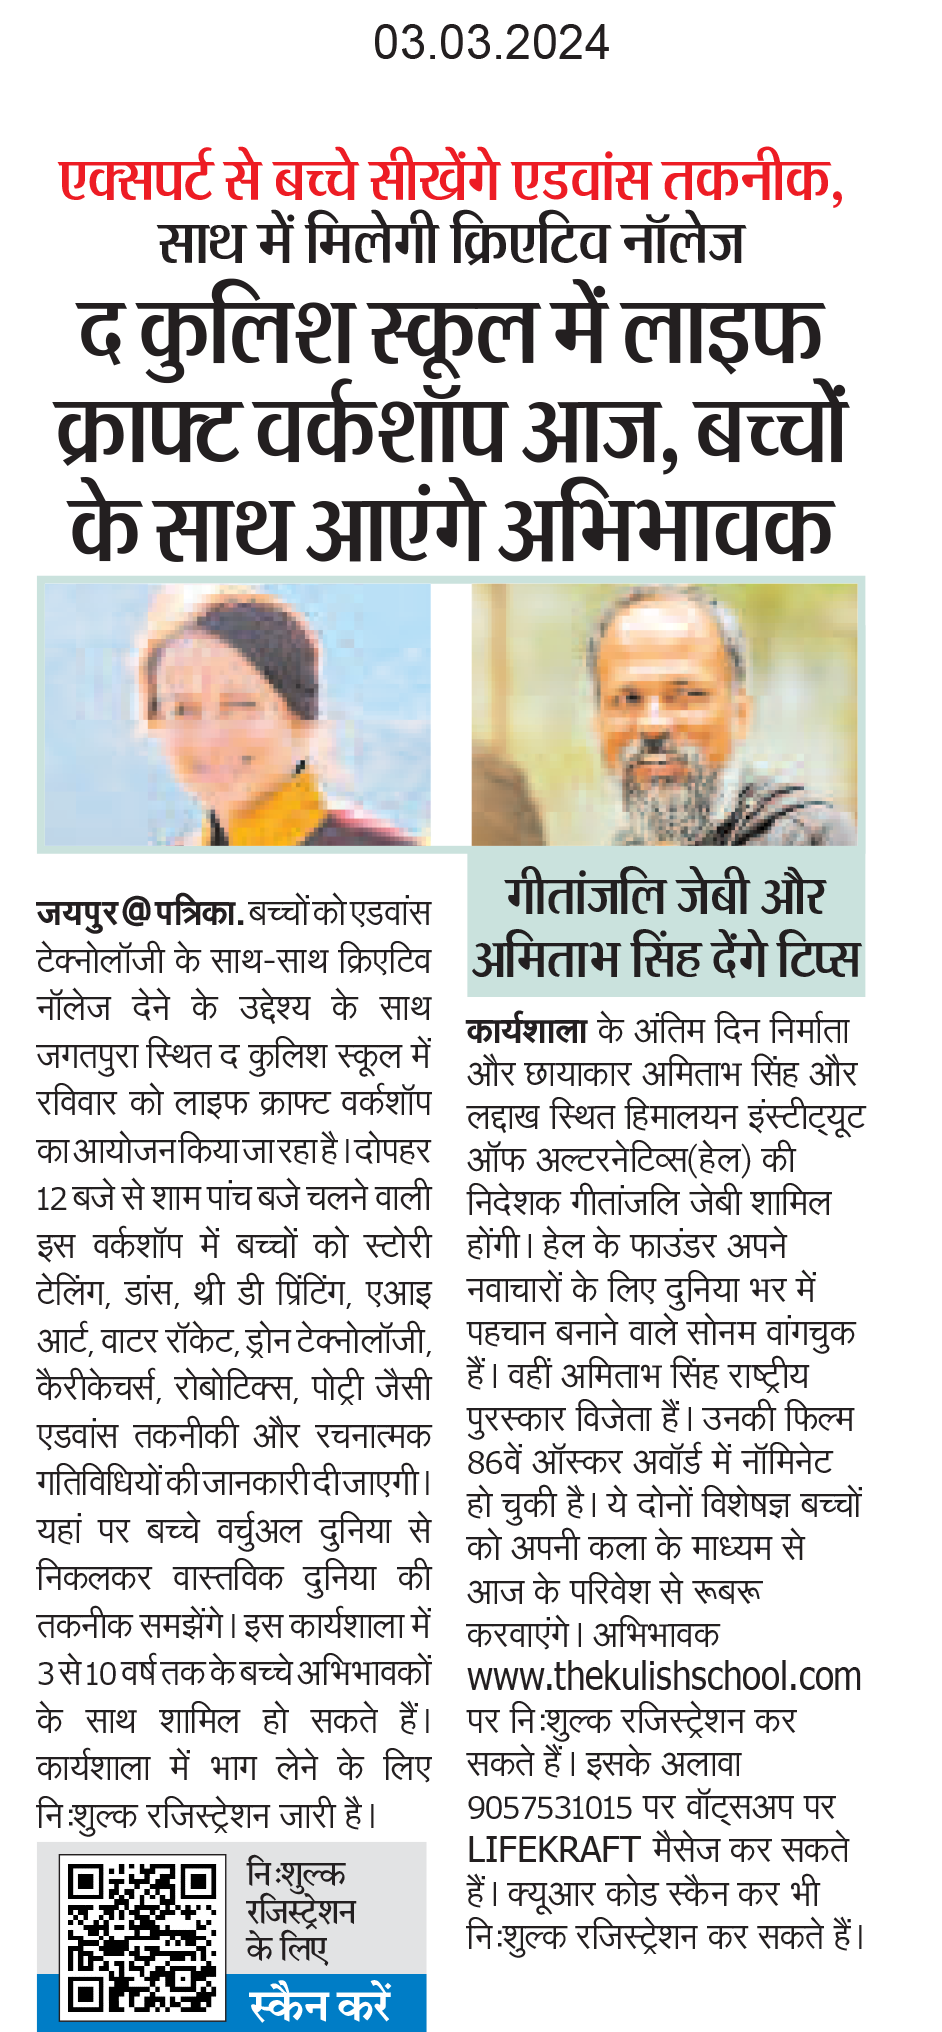 03.03.2024
एक्सपर्ट से बच्चे सीखेंगे एडवांस तकनीक,
साथ में मिलेगी क्रिएटिव नॉलेज
द कुलिश स्कूल में लाइफ
क्राफ्ट वर्कशॉप आज, बच्चों
के साथ आएंगे अभिभावक
जयपुर@पत्रिका. बच्चों को एडवांस
टेक्नोलॉजी के साथ-साथ क्रिएटिव
नॉलेज देने के उद्देश्य के साथ
जगतपुरा स्थित द कुलिश स्कूल में
रविवार को लाइफ क्राफ्ट वर्कशॉप
का आयोजन किया जा रहा है। दोपहर
12 बजे से शाम पांच बजे चलने वाली
इस वर्कशॉप में बच्चों को स्टोरी
टेलिंग, डांस, थ्री डी प्रिंटिंग, एआइ
आर्ट, वाटर रॉकेट, ड्रोन टेक्नोलॉजी,
कैरीकेचर्स, रोबोटिक्स, पोट्री जैसी
एडवांस तकनीकी और रचनात्मक
गतिविधियों की जानकारी दी जाएगी।
यहां पर बच्चे वर्चुअल दुनिया से
निकलकर वास्तविक दुनिया की
तकनीक समझेंगे। इस कार्यशाला में
3 से 10 वर्ष तक के बच्चे अभिभावकों
के साथ शामिल हो सकते हैं।
कार्यशाला में भाग लेने के लिए
नि:शुल्क रजिस्ट्रेशन जारी है।
नि:शुल्क
रजिस्ट्रेशन
के लिए
स्कैन करें
गीतांजलि जेबी और
अमिताभ सिंह देंगे टिप्स
कार्यशाला के अंतिम दिन निर्माता
और छायाकार अमिताभ सिंह और
लद्दाख स्थित हिमालयन इंस्टीट्यूट
ऑफ अल्टरनेटिव्स(हेल) की
निदेशक गीतांजलि जेबी शामिल
होंगी। हेल के फाउंडर अपने
नवाचारों के लिए दुनिया भर में
पहचान बनाने वाले सोनम वांगचुक
हैं। वहीं अमिताभ सिंह राष्ट्रीय
पुरस्कार विजेता हैं। उनकी फिल्म
86वें ऑस्कर अवॉर्ड में नॉमिनेट
हो चुकी है। ये दोनों विशेषज्ञ बच्चों
को अपनी कला के माध्यम से
आज के परिवेश से रूबरू
करवाएंगे। अभिभावक
www.thekulishschool.com
पर नि:शुल्क रजिस्ट्रेशन कर
सकते हैं। इसके अलावा
9057531015 पर वॉट्सअप पर
LIFEKRAFT मैसेज कर सकते
हैं। क्यूआर कोड स्कैन कर भी
नि:शुल्क रजिस्ट्रेशन कर सकते हैं।